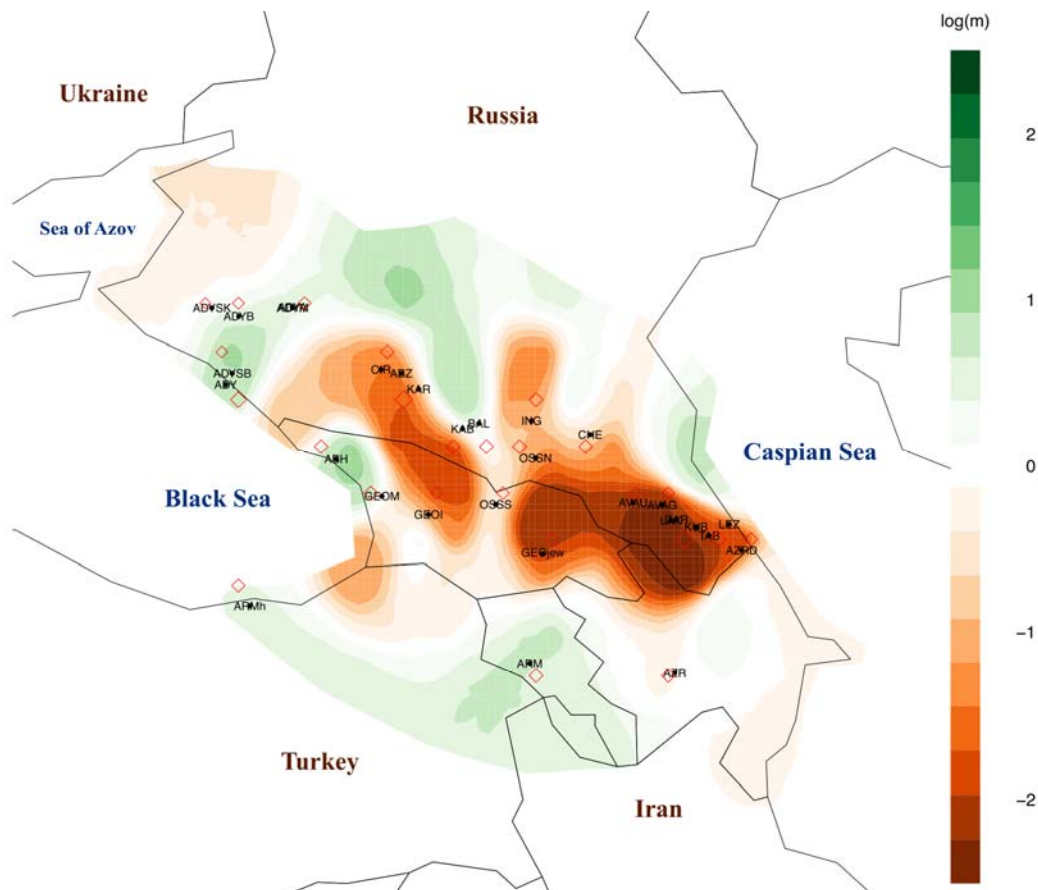 log(m)
Ukraine
Russia
2
Sea of Azov
1
ADYSK
ADYB
ADYM
ADYSB
ADY
CIR
ABZ
KAR
BAL
KAB
ING
CHE
ABH
OSSN
Caspian Sea
0
Black Sea
GEOM
OSSS
AVAU
AVAG
GEOI
DAR
KUB
LEZ
TAB
GEOjew
AZRD
ARMh
-1
ARM
AZR
Turkey
Iran
-2